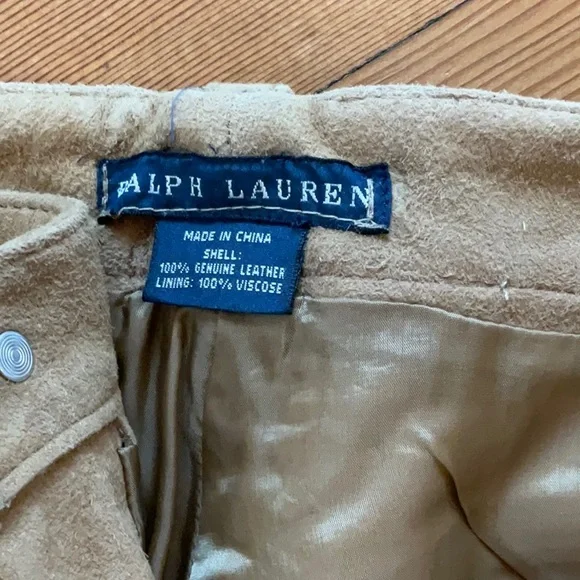 RALPH LAUREN
MADE IN CHINA
SHELL:
100% GENUINE LEATHER
LINING: 100% VISCOSE